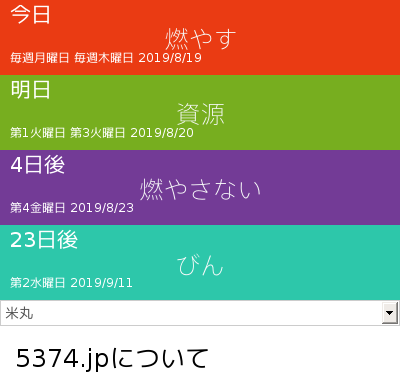 今日
燃やす
毎週月曜日 毎週木曜日 2019/8/19
明日
資源
第1火曜日 第3火曜日 2019/8/20
4日後
燃やさない
第4金曜日 2019/8/23
23日後
びん
第2水曜日 2019/9/11
米丸
5374.jpについて